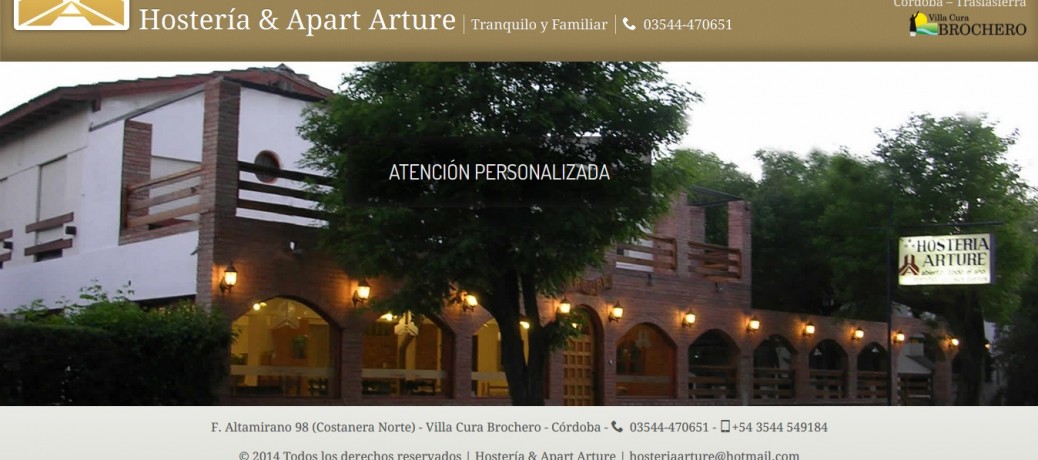 Hostería & Apart Arture | Tranquilo y Familiar | 03544-470651
Córdoba – Traslasierra
Villa Cura
BROCHERO
ATENCIÓN PERSONALIZADA
HOSTERIA
ARTURE
F. Altamirano 98 (Costanera Norte) - Villa Cura Brochero - Córdoba - 03544-470651 - +54 3544 549184
© 2014 Todos los derechos reservados | Hostería & Apart Arture | hosteriaarture@hotmail.com